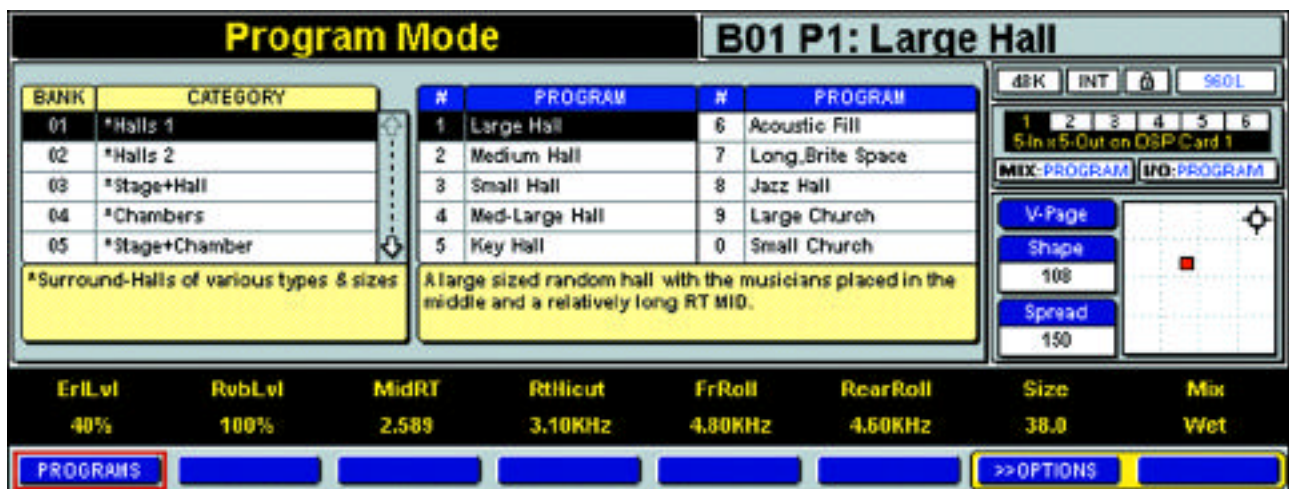 Program Mode
B01 P1: Large Hall
48K INT 960L
BANK CATEGORY
01 *Halls 1
02 *Halls 2
03 *Stage+Hall
04 *Chambers
05 *Stage+Chamber
*Surround-Halls of various types & sizes
# PROGRAM # PROGRAM
1 Large Hall 6 Acoustic Fill
2 Medium Hall 7 Long,Brite Space
3 Small Hall 8 Jazz Hall
4 Med-Large Hall 9 Large Church
5 Key Hall 0 Small Church
A large sized random hall with the musicians placed in the
middle and a relatively long RT MID.
1 2 3 4 5 6
5-In x 5-Out on DSP Card 1
MIX:PROGRAM I/O:PROGRAM
V-Page
Shape
108
Spread
150
ErlLvl RvbLvl MidRT RtHicut FrRoll RearRoll Size Mix
40% 100% 2.589 3.10KHz 4.80KHz 4.60KHz 38.0 Wet
PROGRAMS >>OPTIONS